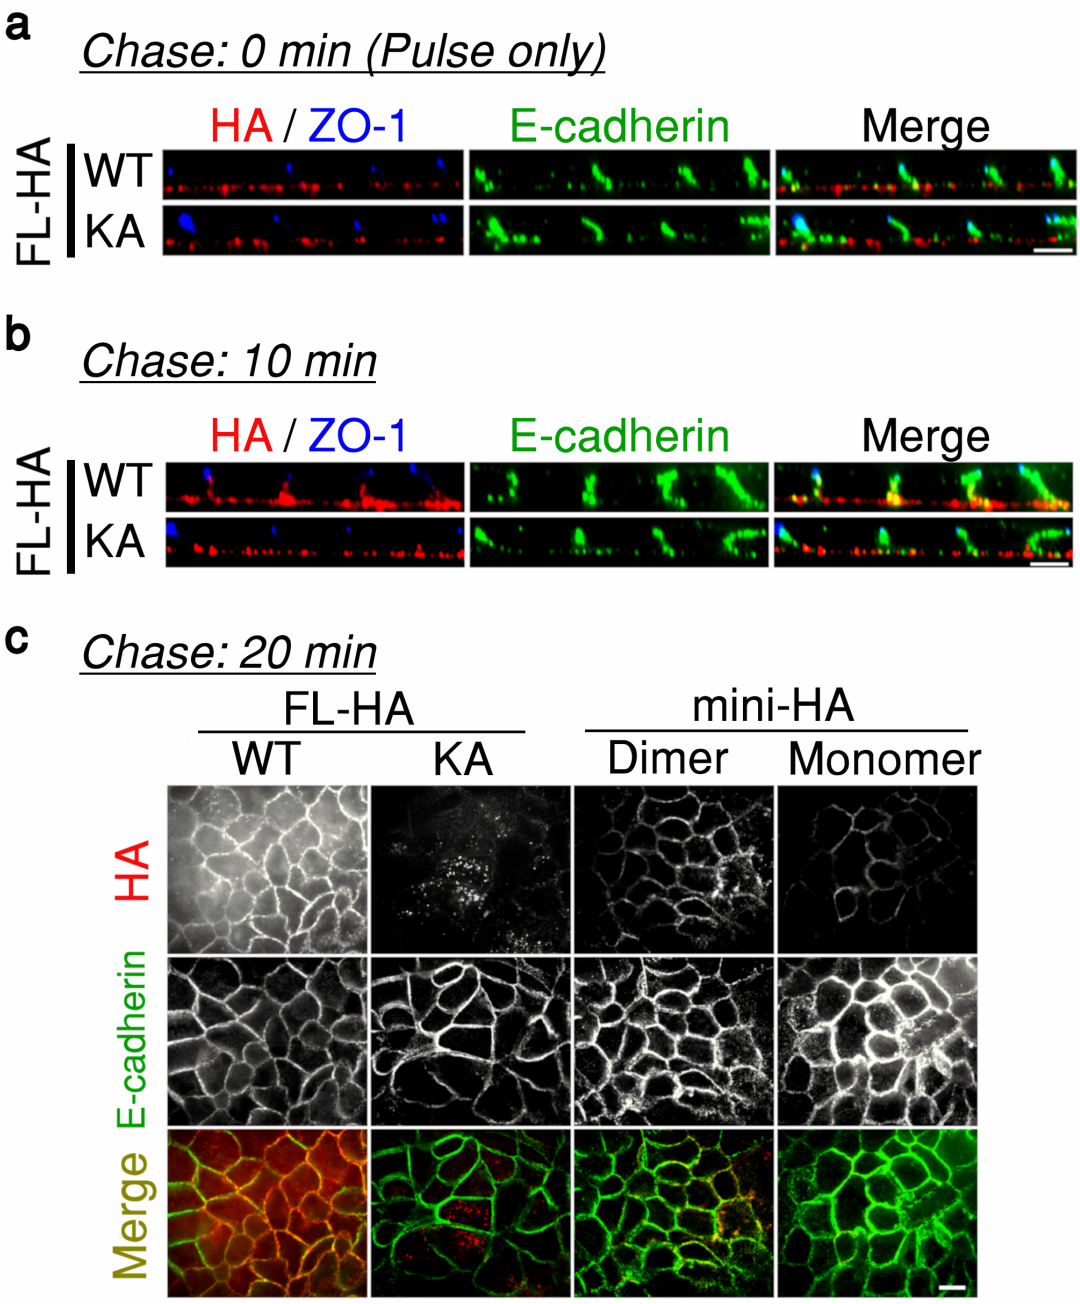 a
Chase: 0 min (Pulse only)
HA / ZO-1 E-cadherin Merge
FL-HA
WT
KA
b
Chase: 10 min
HA / ZO-1 E-cadherin Merge
FL-HA
WT
KA
c
Chase: 20 min
FL-HA mini-HA
WT KA Dimer Monomer
HA
E-cadherin
Merge